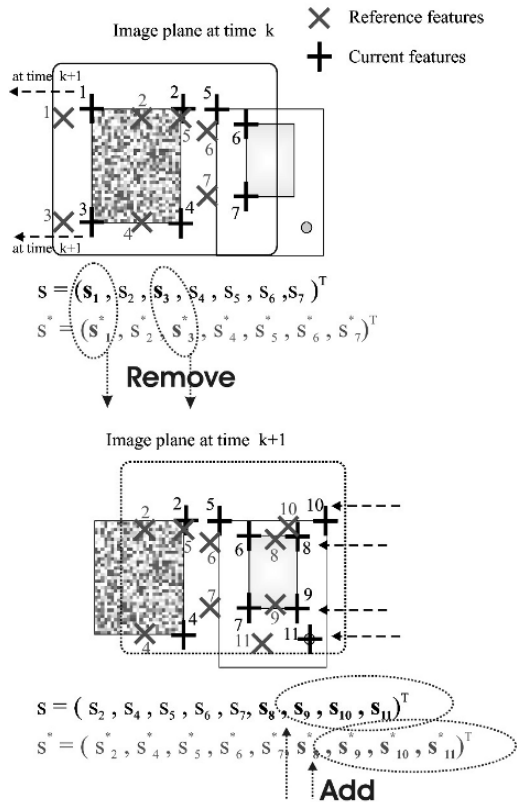 Reference features
Image plane at time k
Current features
at time k+1
1
2
2
5
1
5
6
6
7
7
3
3
4
4
at time k+1
s = (s₁ , s₂ , s₃ , s₄ , s₅ , s₆ ,s₇ )ᵀ
s* = (s*₁ , s*₂ , s*₃ , s*₄ , s*₅ , s*₆ , s*₇)ᵀ
Remove
Image plane at time k+1
2
2
5
10
10
5
6
6
8
8
7
7
9
9
4
4
11
11
s = ( s₂ , s₄ , s₅ , s₆ , s₇, s₈ , s₉ , s₁₀ , s₁₁)ᵀ
s* = ( s*₂ , s*₄ , s*₅ , s*₆ , s*₇, s*₈ , s*₉ , s*₁₀ , s*₁₁)ᵀ
Add